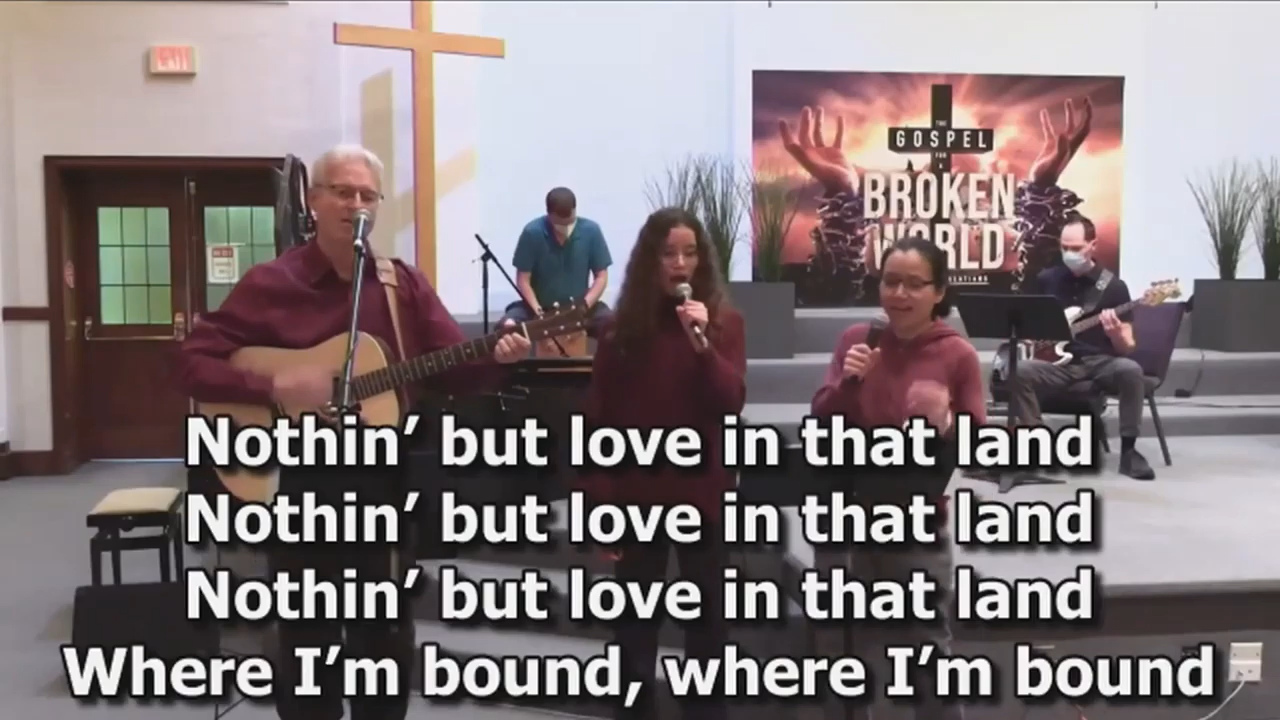 EXIT
THE
GOSPEL
FOR
A
BROKEN
WORLD
Nothin’ but love in that land
Nothin’ but love in that land
Nothin’ but love in that land
Where I’m bound, where I’m bound